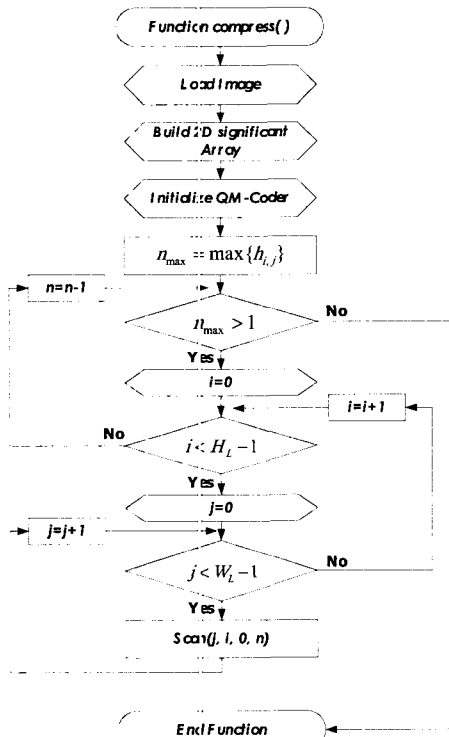 Function compress( )
Load Image
Build 2D significant
Array
Initialize QM-Coder
n_max = max{h_i,j}
n=n-1
n_max > 1
No
Yes
i=0
i=i+1
No
i < H_L - 1
Yes
j=0
j=j+1
j < W_L - 1
No
Yes
Scan(j, i, 0, n)
End Function